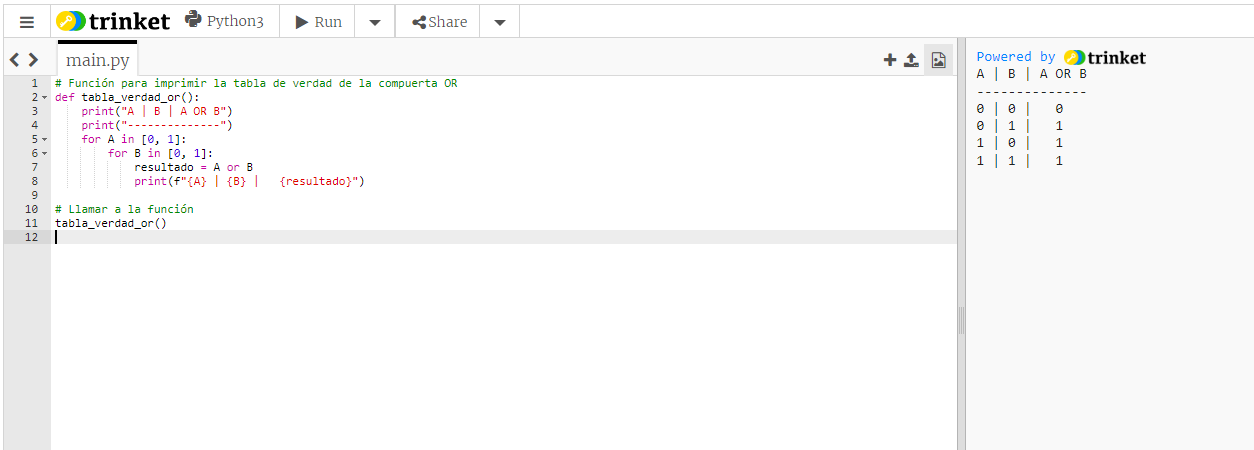 trinket Python3 Run Share
main.py
1 # Función para imprimir la tabla de verdad de la compuerta OR
2 def tabla_verdad_or():
3     print("A | B | A OR B")
4     print("--------------")
5     for A in [0, 1]:
6         for B in [0, 1]:
7             resultado = A or B
8             print(f"{A} | {B} |   {resultado}")
9
10 # Llamar a la función
11 tabla_verdad_or()
12
Powered by trinket
A | B | A OR B
--------------
0 | 0 |   0
0 | 1 |   1
1 | 0 |   1
1 | 1 |   1